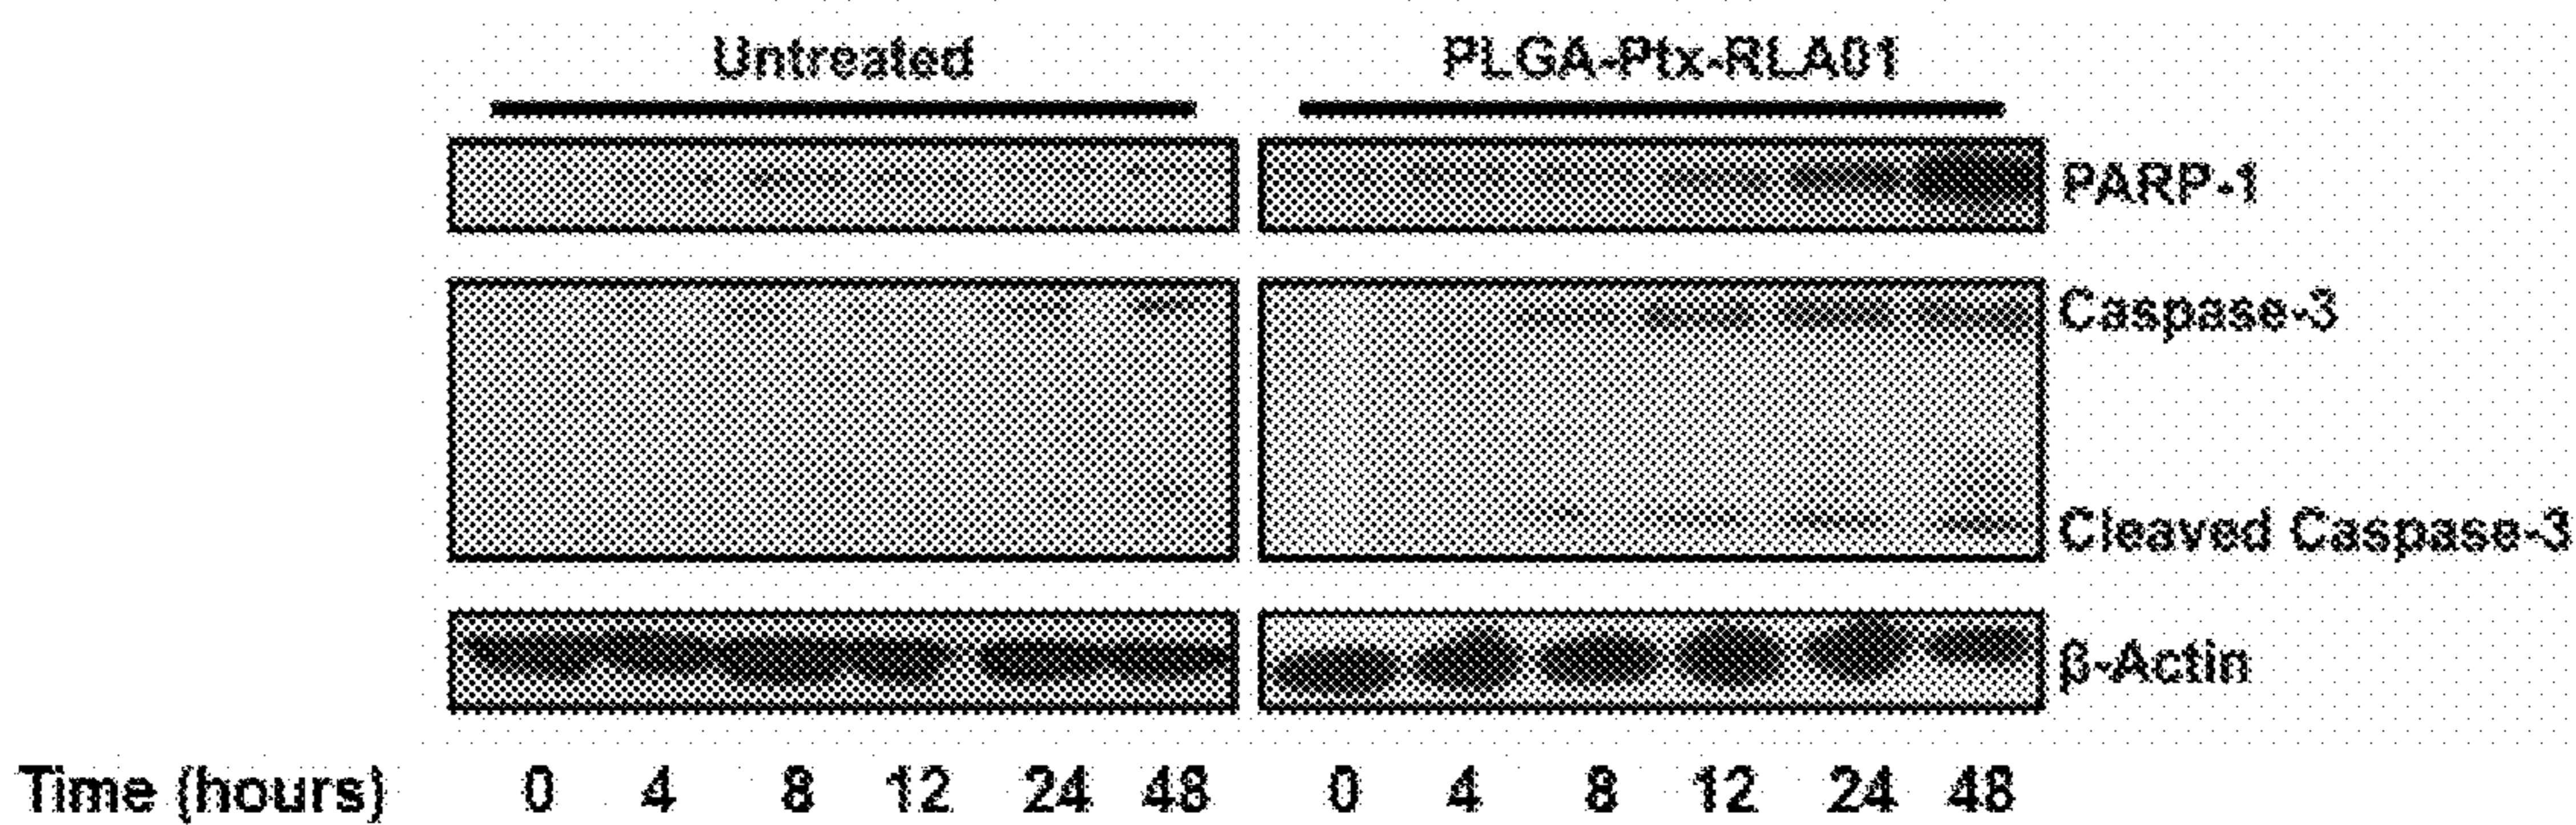 Untreated PLGA-Ptx-RLA01
PARP-1
Caspase-3
Cleaved Caspase-3
β-Actin
Time (hours) 0 4 8 12 24 48 0 4 8 12 24 48